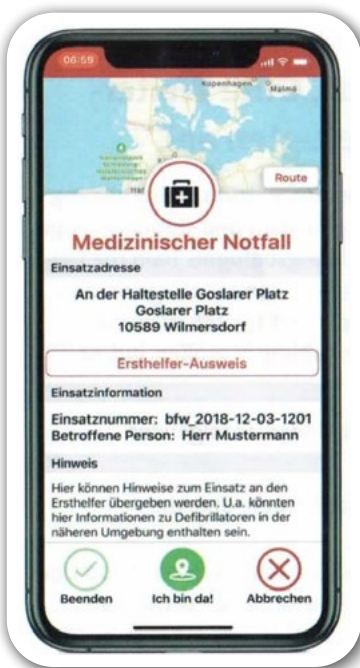 06:59
Kopenhagen
Malmö
Route
Medizinischer Notfall
Einsatzadresse
An der Haltestelle Goslarer Platz
Goslarer Platz
10589 Wilmersdorf
Ersthelfer-Ausweis
Einsatzinformation
Einsatznummer: bfw_2018-12-03-1201
Betroffene Person: Herr Mustermann
Hinweis
Hier können Hinweise zum Einsatz an den
Ersthelfer übergeben werden. U.a. könnten
hier Informationen zu Defibrillatoren in der
näheren Umgebung enthalten sein.
Beenden
Ich bin da!
Abbrechen